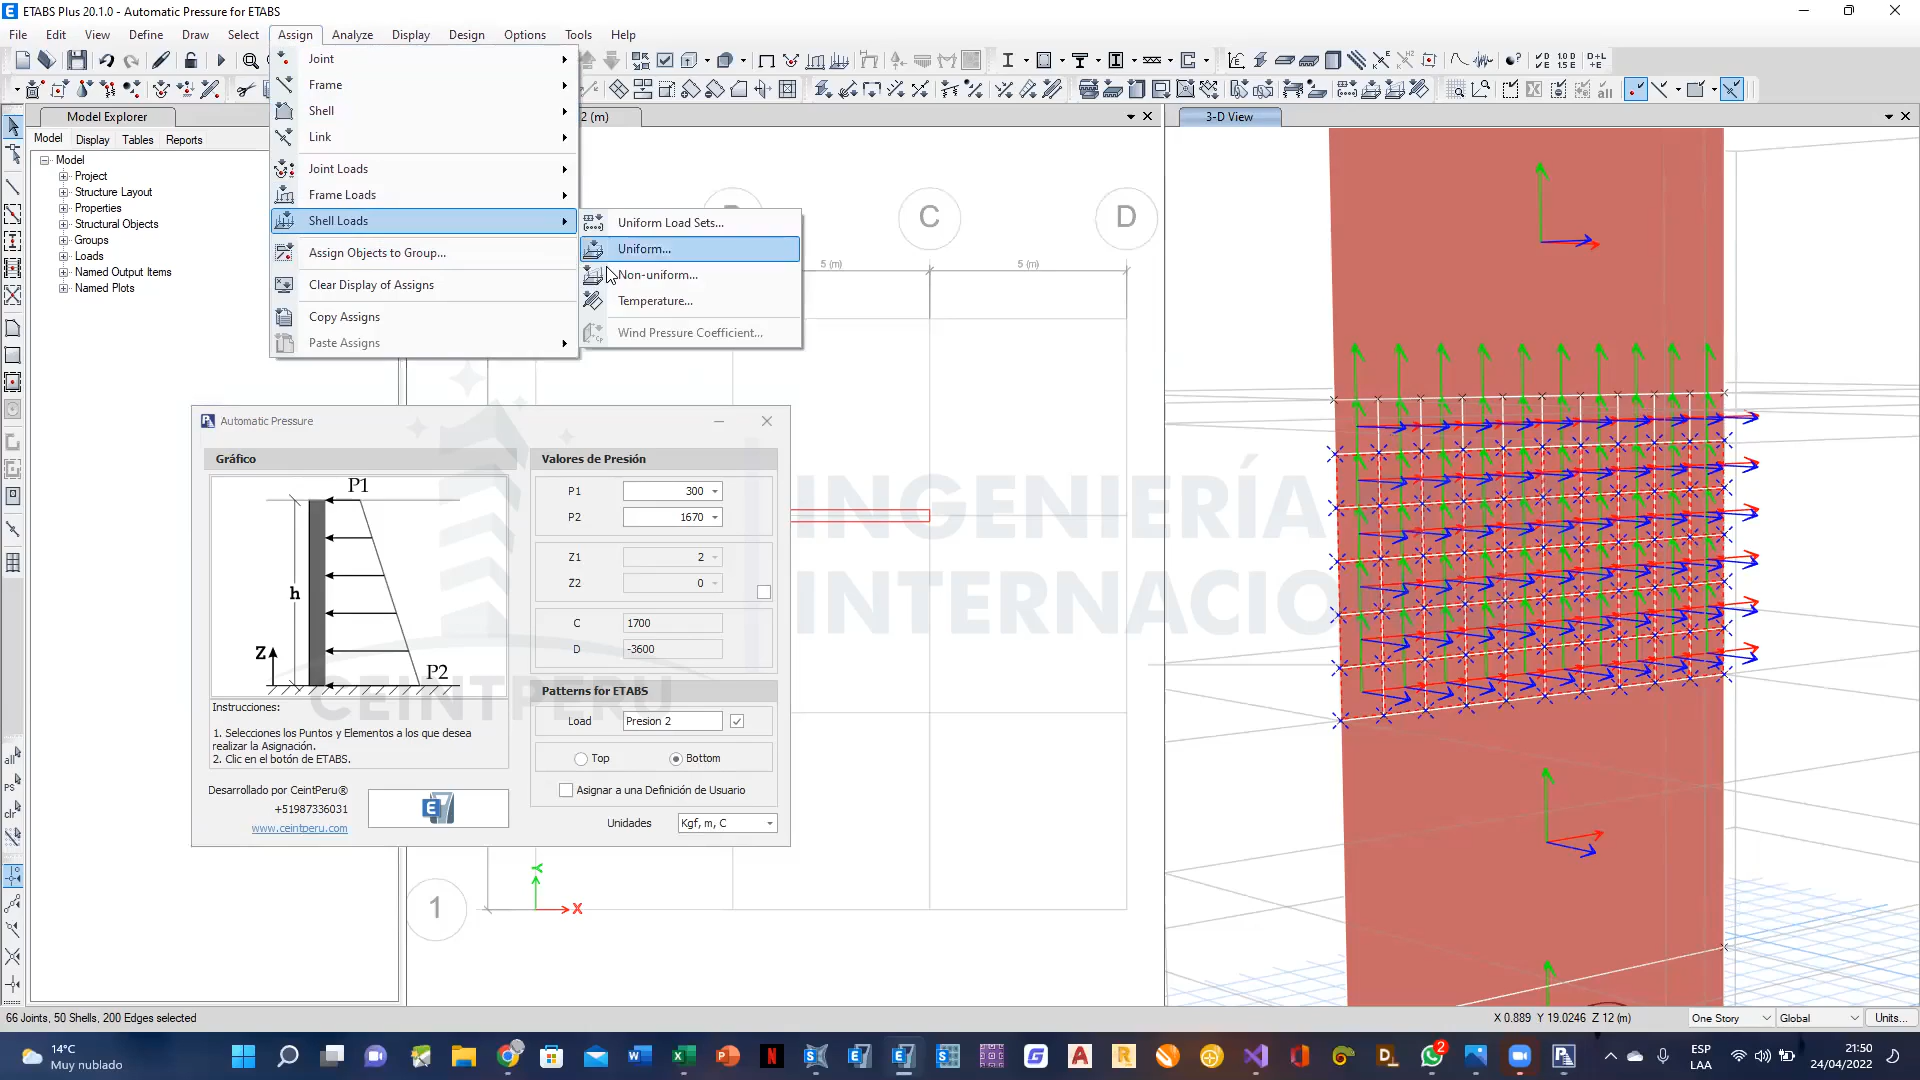 ETABS Plus 20.1.0 - Automatic Pressure for ETABS
File Edit View Define Draw Select Assign Analyze Display Design Options Tools Help
Joint
Frame
Shell
Link
Joint Loads
Frame Loads
Shell Loads
Assign Objects to Group...
Clear Display of Assigns
Copy Assigns
Paste Assigns
Uniform Load Sets...
Uniform...
Non-uniform...
Temperature...
Wind Pressure Coefficient...
Model Explorer
Model Display Tables Reports
Model
Project
Structure Layout
Properties
Structural Objects
Groups
Loads
Named Output Items
Named Plots
2 (m)
3-D View
C
D
5 (m)
5 (m)
Automatic Pressure
Gráfico
P1
h
Z
P2
Instrucciones:
1. Selecciones los Puntos y Elementos a los que desea
realizar la Asignación.
2. Clic en el botón de ETABS.
Desarrollado por CeintPeru®
+51987336031
www.ceintperu.com
Valores de Presión
P1 300
P2 1670
Z1 2
Z2 0
C 1700
D -3600
Patterns for ETABS
Load Presion 2
Top Bottom
Asignar a una Definición de Usuario
Unidades Kgf, m, C
INGENIERÍA
INTERNACIO
CEINTPERU
1
Y
X
all
PS
clr
66 Joints, 50 Shells, 200 Edges selected
X 0.889 Y 19.0246 Z 12 (m)
One Story
Global
Units...
14°C
Muy nublado
2
ESP
LAA
21:50
24/04/2022